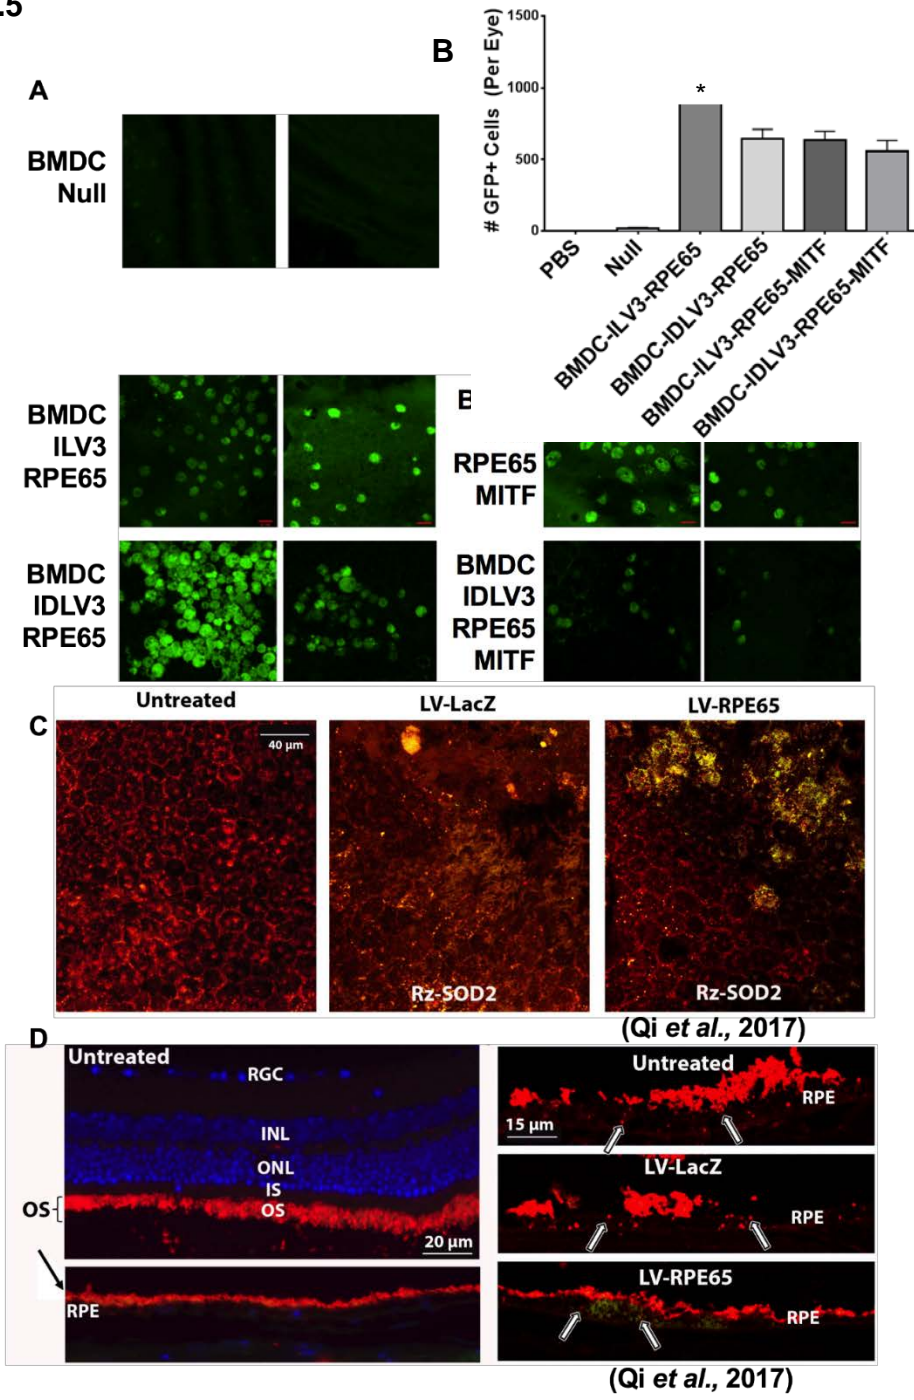 .5
A
BMDC
Null
B
# GFP+ Cells (Per Eye)
1500
1000
500
0
*
PBS
Null
BMDC-ILV3-RPE65
BMDC-IDLV3-RPE65
BMDC-ILV3-RPE65-MITF
BMDC-IDLV3-RPE65-MITF
BMDC
ILV3
RPE65
RPE65
MITF
BMDC
IDLV3
RPE65
BMDC
IDLV3
RPE65
MITF
C
Untreated
LV-LacZ
LV-RPE65
40 µm
Rz-SOD2
Rz-SOD2
(Qi et al., 2017)
D
Untreated
RGC
INL
ONL
IS
OS
OS
20 µm
RPE
Untreated
RPE
15 µm
LV-LacZ
RPE
LV-RPE65
RPE
(Qi et al., 2017)